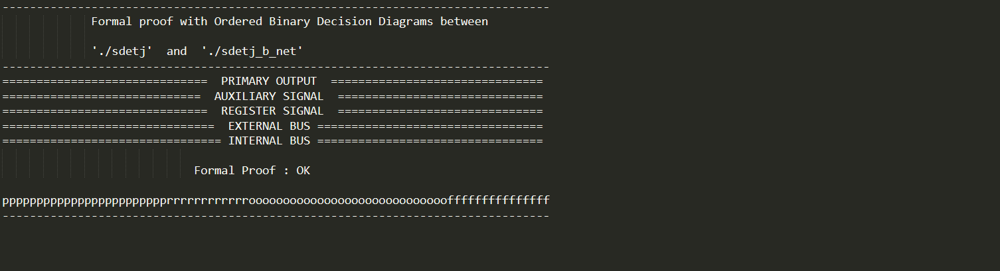 --------------------------------------------------------------------------------
Formal proof with Ordered Binary Decision Diagrams between
'./sdetj'  and  './sdetj_b_net'
--------------------------------------------------------------------------------
==============================  PRIMARY OUTPUT  ===============================
=============================  AUXILIARY SIGNAL  ==============================
==============================  REGISTER SIGNAL  ==============================
===============================  EXTERNAL BUS =================================
================================ INTERNAL BUS =================================
Formal Proof : OK
pppppppppppppppppppppppprrrrrrrrrrrrooooooooooooooooooooooooooooofffffffffffffff
--------------------------------------------------------------------------------